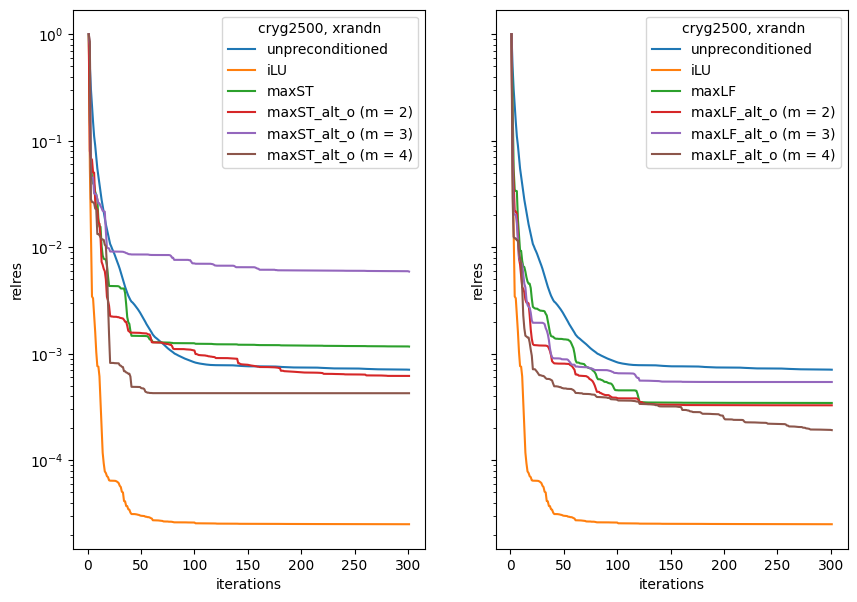 cryg2500, xrandn
unpreconditioned
iLU
maxST
maxST_alt_o (m = 2)
maxST_alt_o (m = 3)
maxST_alt_o (m = 4)
10⁰
10⁻¹
10⁻²
10⁻³
10⁻⁴
relres
0 50 100 150 200 250 300
iterations
cryg2500, xrandn
unpreconditioned
iLU
maxLF
maxLF_alt_o (m = 2)
maxLF_alt_o (m = 3)
maxLF_alt_o (m = 4)
relres
0 50 100 150 200 250 300
iterations